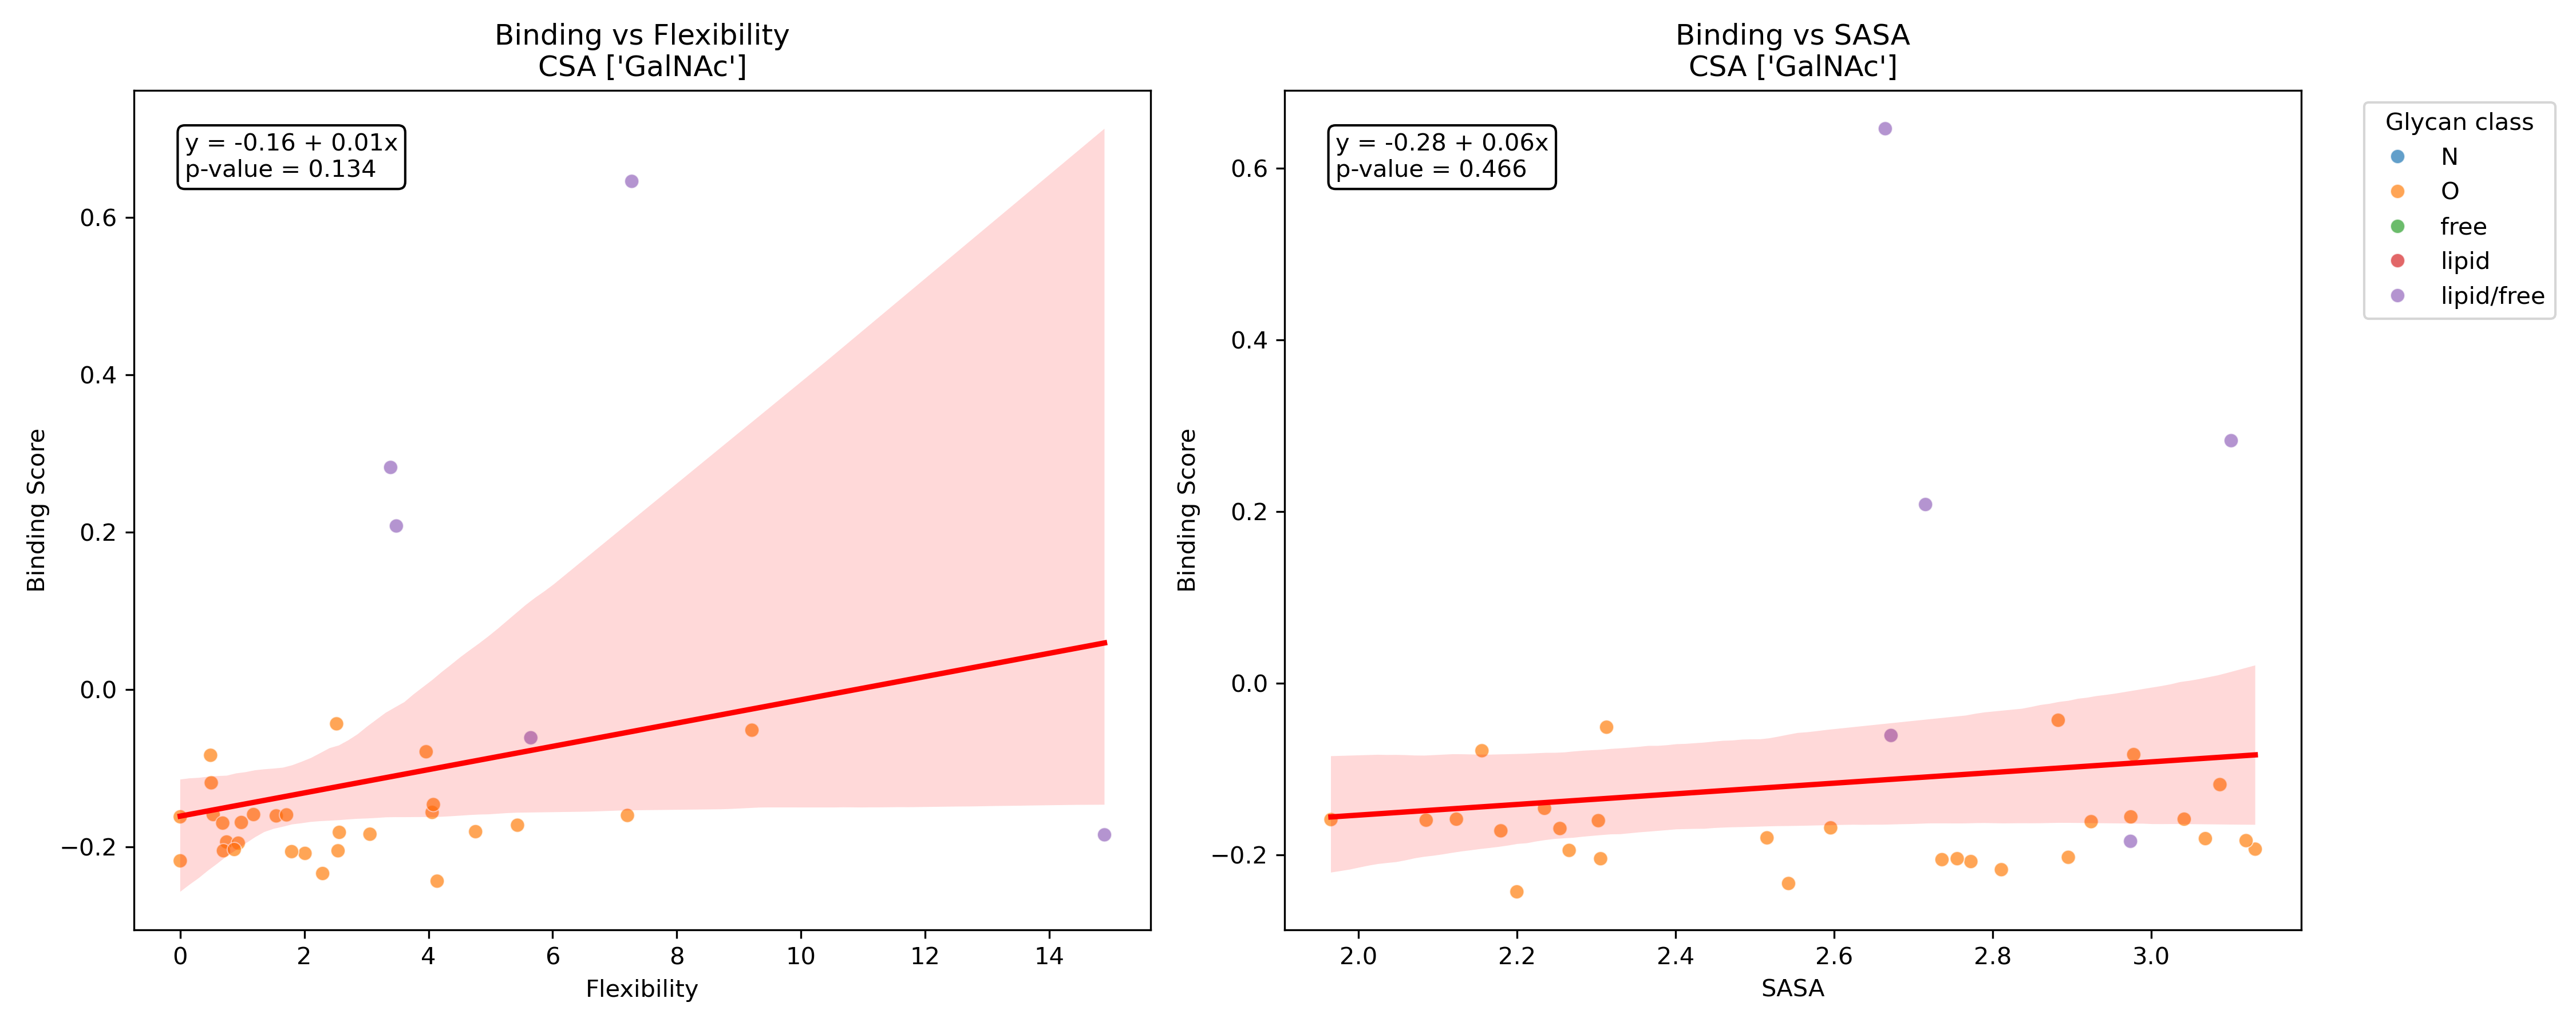 Binding vs Flexibility
CSA ['GalNAc']
y = -0.16 + 0.01x
p-value = 0.134
0.6
0.4
0.2
0.0
−0.2
Binding Score
0
2
4
6
8
10
12
14
Flexibility
Binding vs SASA
CSA ['GalNAc']
y = -0.28 + 0.06x
p-value = 0.466
0.6
0.4
0.2
0.0
−0.2
Binding Score
2.0
2.2
2.4
2.6
2.8
3.0
SASA
Glycan class
N
O
free
lipid
lipid/free